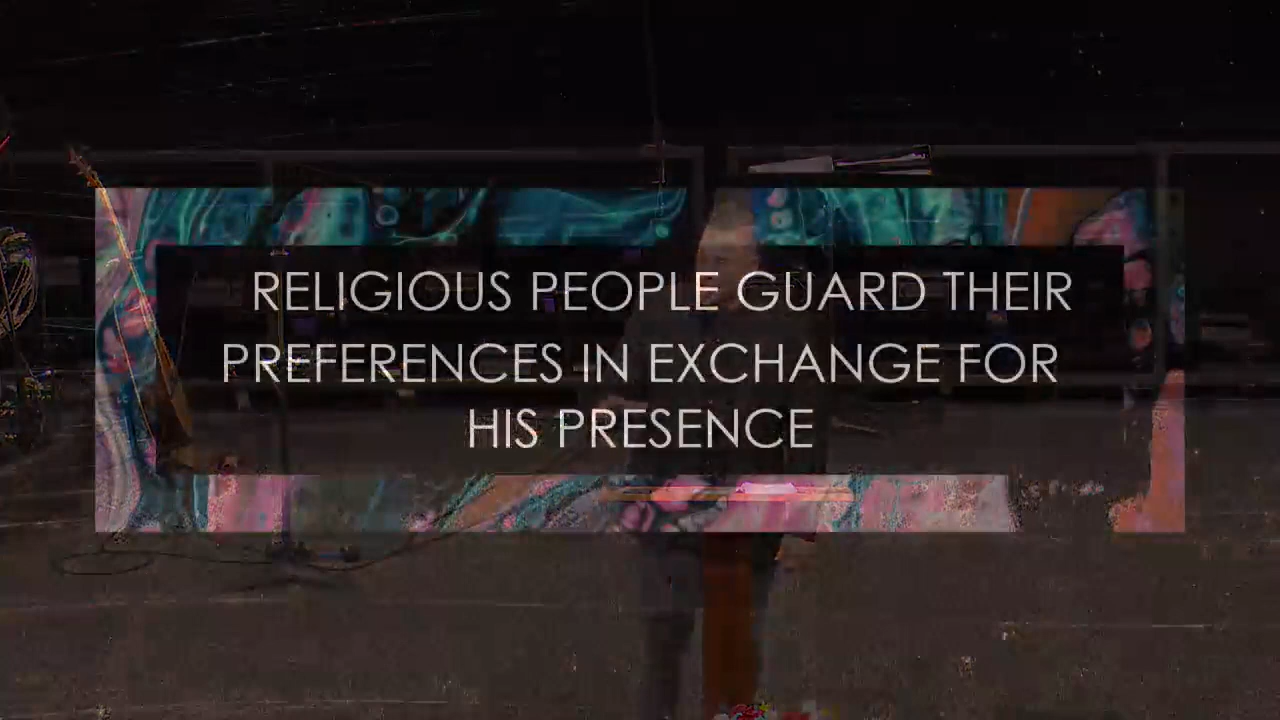 RELIGIOUS PEOPLE GUARD THEIR
PREFERENCES IN EXCHANGE FOR
HIS PRESENCE